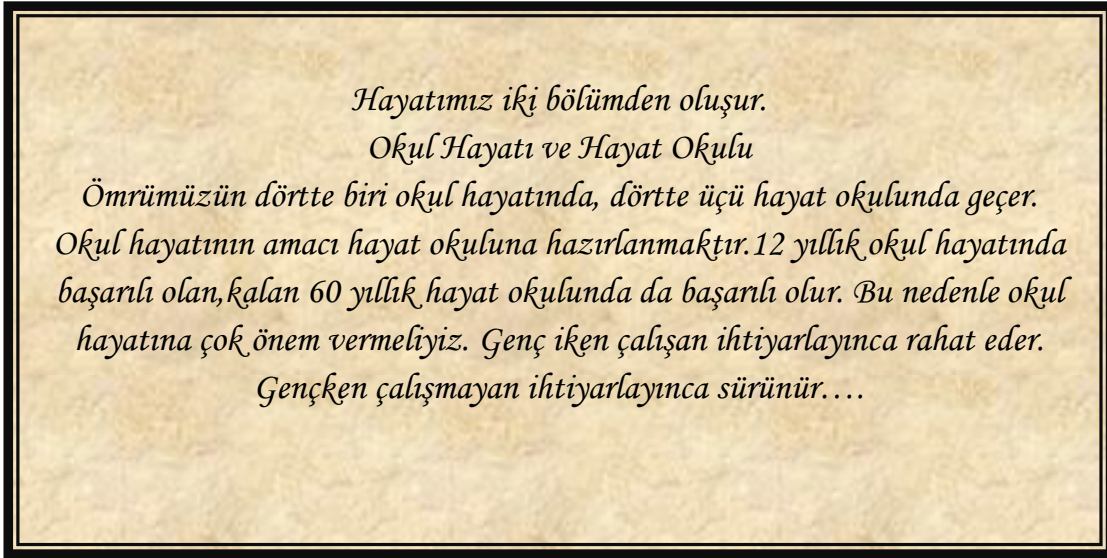 Hayatımız iki bölümden oluşur.
Okul Hayatı ve Hayat Okulu
Ömrümüzün dörtte biri okul hayatında, dörtte üçü hayat okulunda geçer.
Okul hayatının amacı hayat okuluna hazırlanmaktır.12 yıllık okul hayatında
başarılı olan,kalan 60 yıllık hayat okulunda da başarılı olur. Bu nedenle okul
hayatına çok önem vermeliyiz. Genç iken çalışan ihtiyarlayınca rahat eder.
Gençken çalışmayan ihtiyarlayınca sürünür….